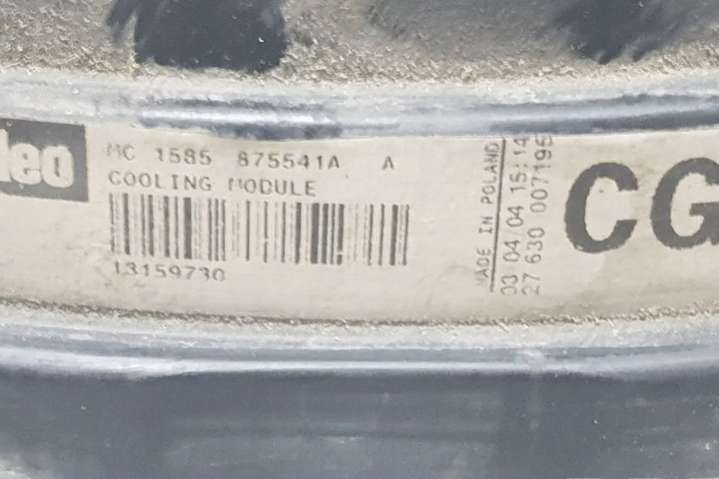 leo
MC 1585 875541A A
COOLING MODULE
13159730
MADE IN POLAND
03 04/04 15:14
27 630 007195
CG